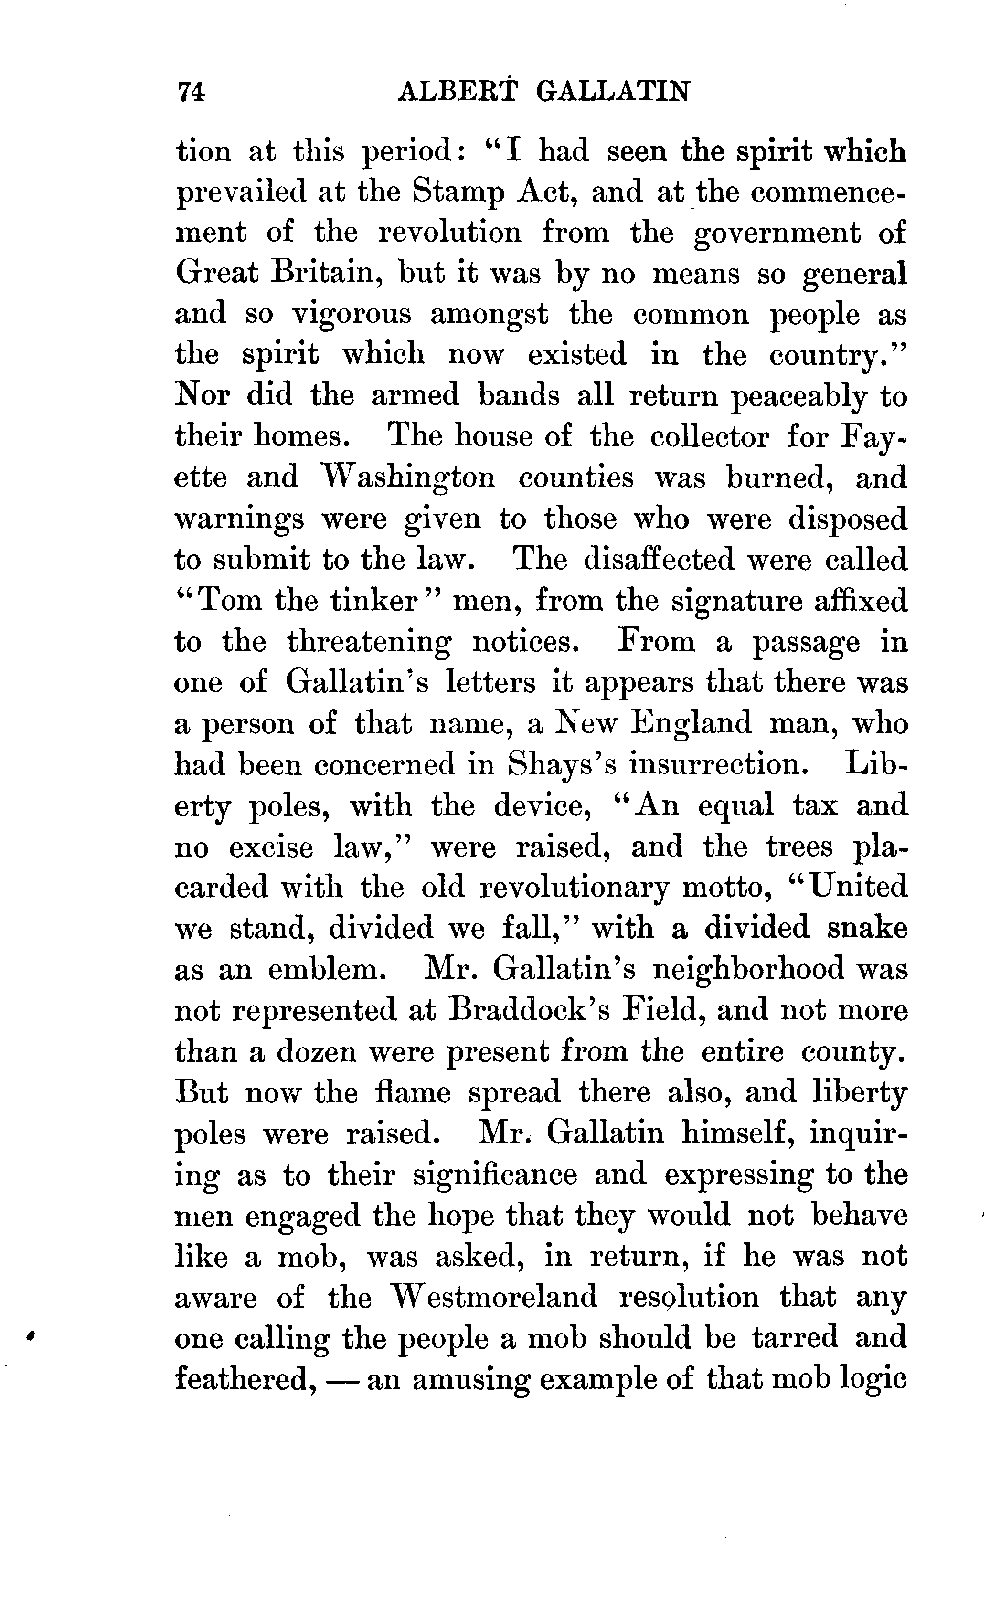 74 ALBERT GALLATIN
tion at this period: “I had seen the spirit which
prevailed at the Stamp Act, and at the commence-
ment of the revolution from the government of
Great Britain, but it was by no means so general
and so vigorous amongst the common people as
the spirit which now existed in the country.”
Nor did the armed bands all return peaceably to
their homes. The house of the collector for Fay-
ette and Washington counties was burned, and
warnings were given to those who were disposed
to submit to the law. The disaffected were called
“Tom the tinker” men, from the signature affixed
to the threatening notices. From a passage in
one of Gallatin’s letters it appears that there was
a person of that name, a New England man, who
had been concerned in Shays’s insurrection. Lib-
erty poles, with the device, “An equal tax and
no excise law,” were raised, and the trees pla-
carded with the old revolutionary motto, “United
we stand, divided we fall,” with a divided snake
as an emblem. Mr. Gallatin’s neighborhood was
not represented at Braddock’s Field, and not more
than a dozen were present from the entire county.
But now the flame spread there also, and liberty
poles were raised. Mr. Gallatin himself, inquir-
ing as to their significance and expressing to the
men engaged the hope that they would not behave
like a mob, was asked, in return, if he was not
aware of the Westmoreland resolution that any
one calling the people a mob should be tarred and
feathered, — an amusing example of that mob logic